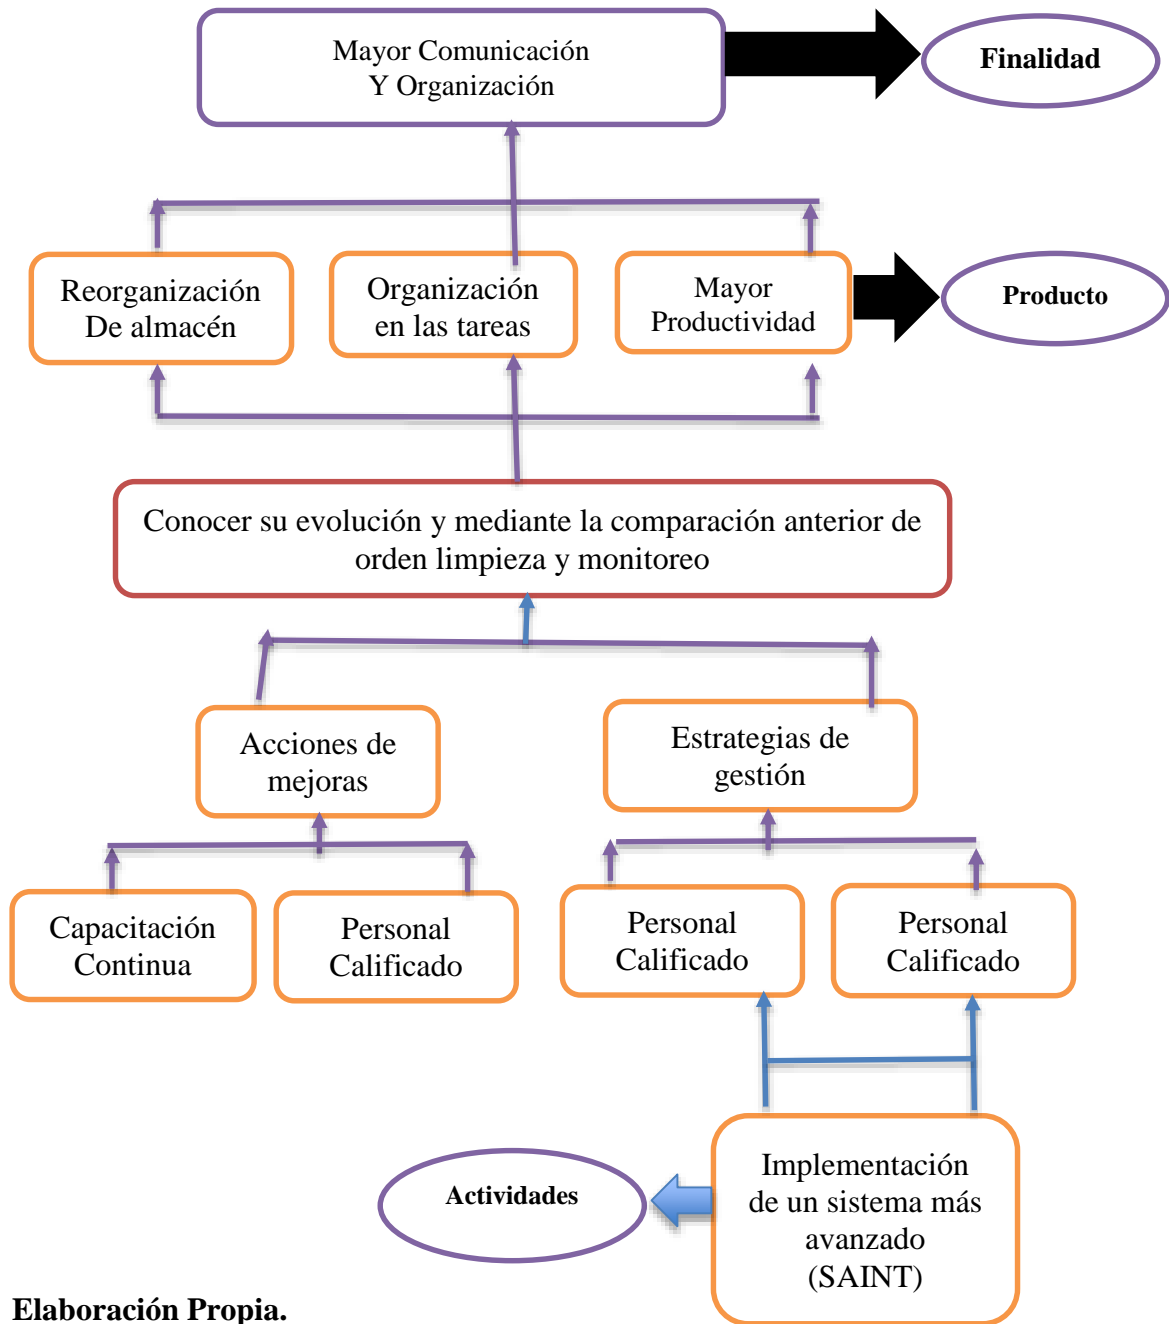 Mayor Comunicación
Y Organización
Finalidad
Reorganización
De almacén
Organización
en las tareas
Mayor
Productividad
Producto
Conocer su evolución y mediante la comparación anterior de
orden limpieza y monitoreo
Acciones de
mejoras
Estrategias de
gestión
Capacitación
Continua
Personal
Calificado
Personal
Calificado
Personal
Calificado
Actividades
Implementación
de un sistema más
avanzado
(SAINT)
Elaboración Propia.